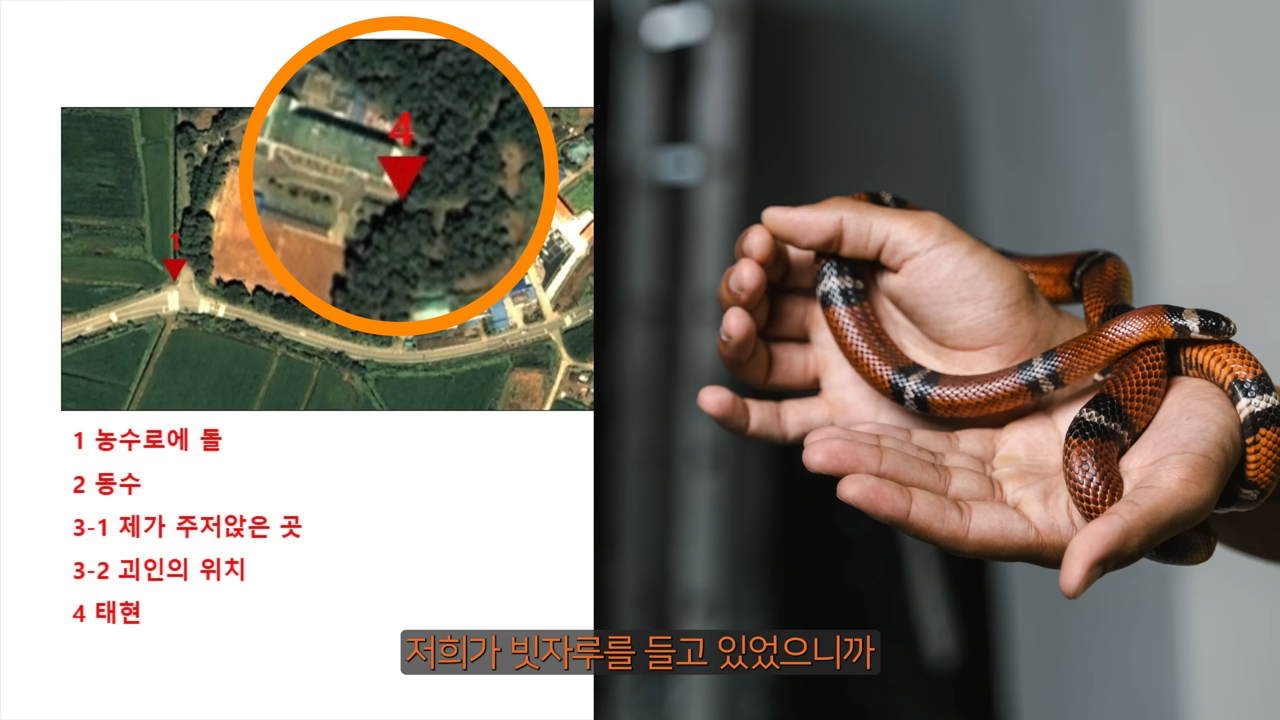 4
1
1 농수로에 돌
2 동수
3-1 제가 주저앉은 곳
3-2 괴인의 위치
4 태현
저희가 빗자루를 들고 있었으니까